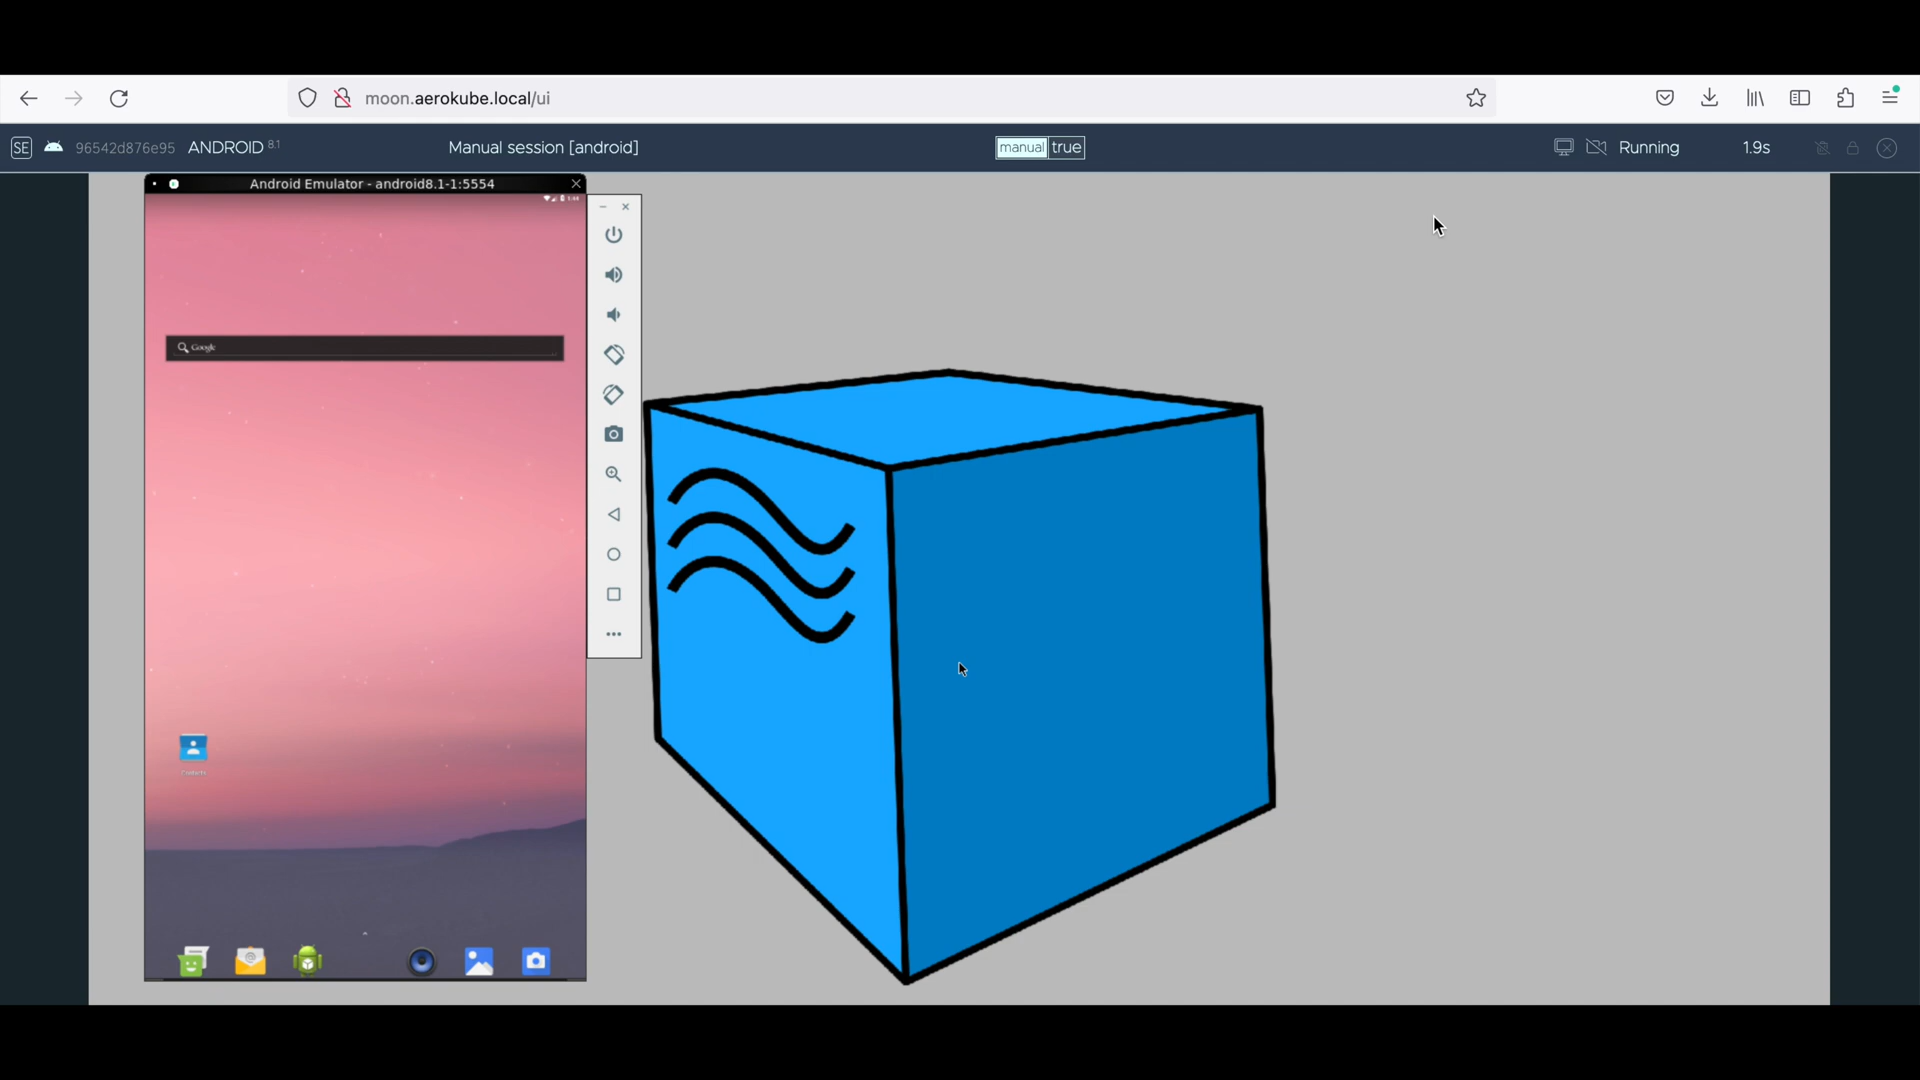 moon.aerokube.local/ui
SE 96542d876e95 ANDROID 8.1 Manual session [android] manual true Running 1.9s
Android Emulator - android8.1-1:5554
Google
Contacts